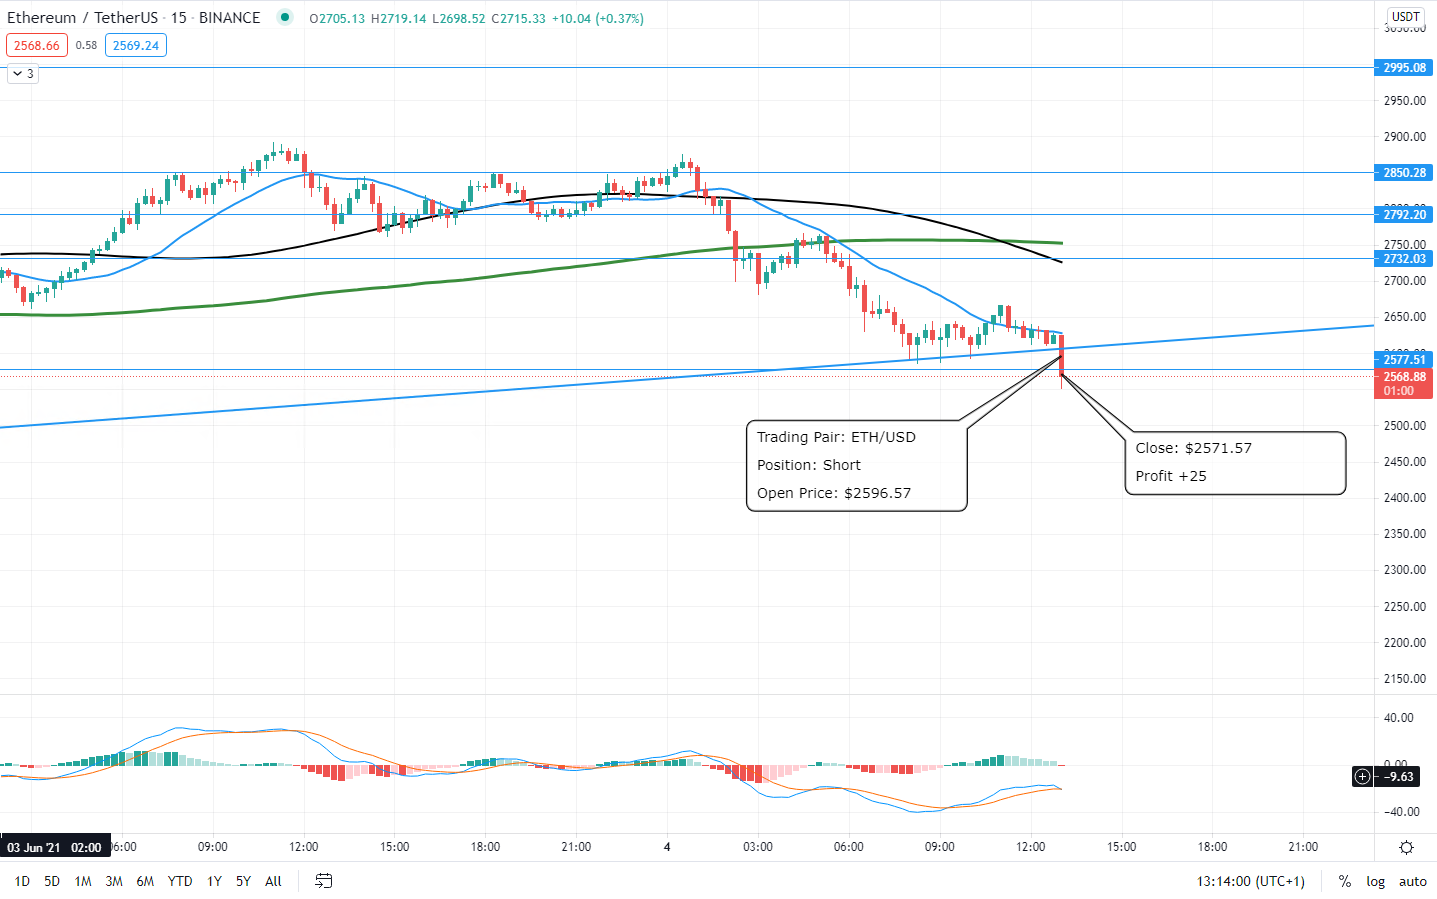 Ethereum / TetherUS · 15 · BINANCE O2705.13 H2719.14 L2698.52 C2715.33 +10.04 (+0.37%)
USDT
2568.66 0.58 2569.24
3
2995.08
2950.00
2900.00
2850.28
2792.20
2750.00
2732.03
2700.00
2650.00
2577.51
2568.88
01:00
2500.00
2450.00
2400.00
2350.00
2300.00
2250.00
2200.00
2150.00
Trading Pair: ETH/USD
Position: Short
Open Price: $2596.57
Close: $2571.57
Profit +25
40.00
0.00
−9.63
−40.00
03 Jun '21 02:00 06:00 09:00 12:00 15:00 18:00 21:00 4 03:00 06:00 09:00 12:00 15:00 18:00 21:00
1D 5D 1M 3M 6M YTD 1Y 5Y All 13:14:00 (UTC+1) % log auto